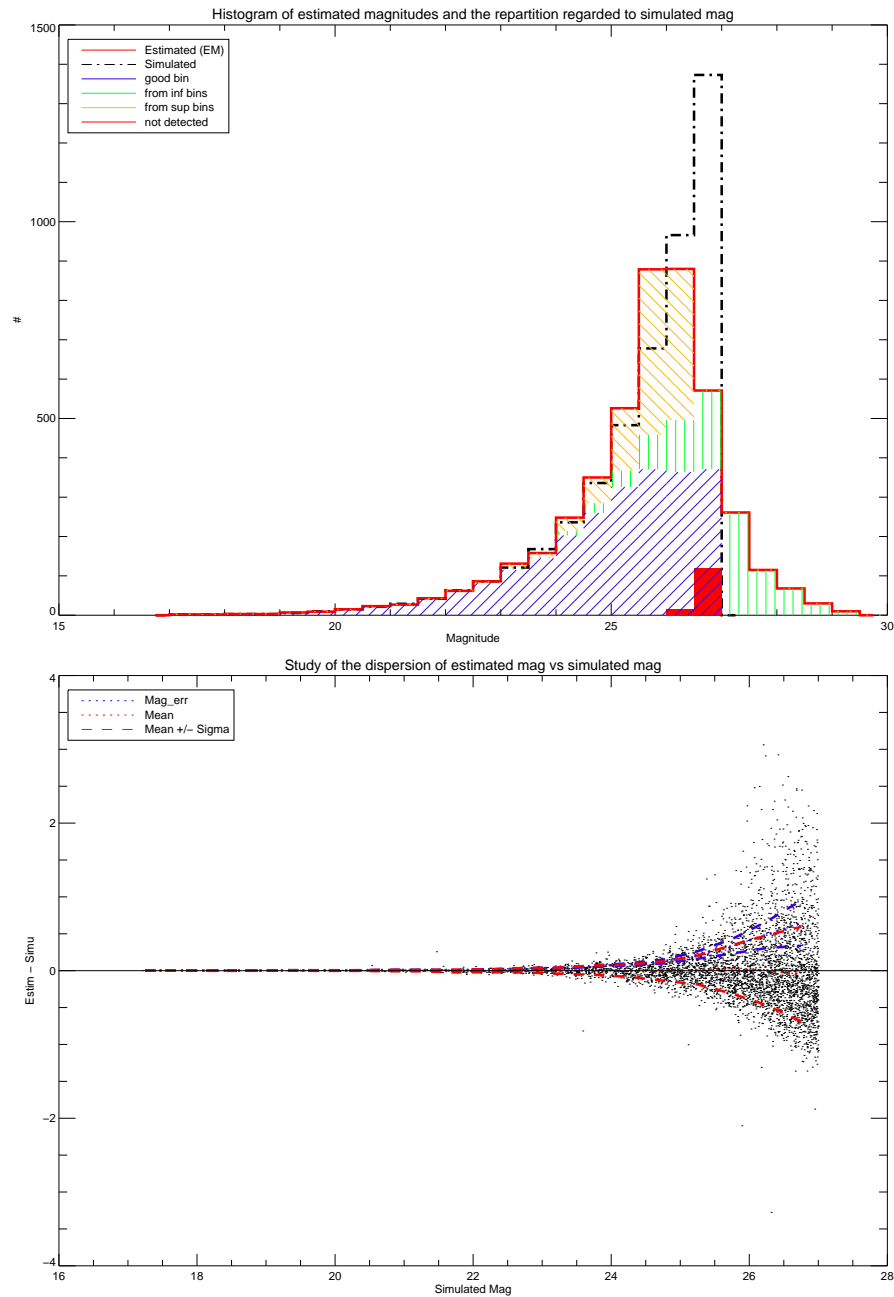 Histogram of estimated magnitudes and the repartition regarded to simulated mag
1500
Estimated (EM)
Simulated
good bin
from inf bins
from sup bins
not detected
1000
#
500
0
15 20 25 30
Magnitude
Study of the dispersion of estimated mag vs simulated mag
4
Mag_err
Mean
Mean +/− Sigma
2
Estim − Simu
0
−2
−4
16 18 20 22 24 26 28
Simulated Mag